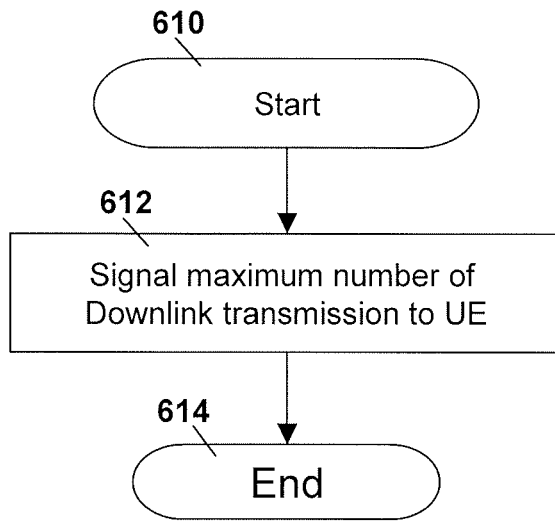 610
Start
612
Signal maximum number of
Downlink transmission to UE
614
End